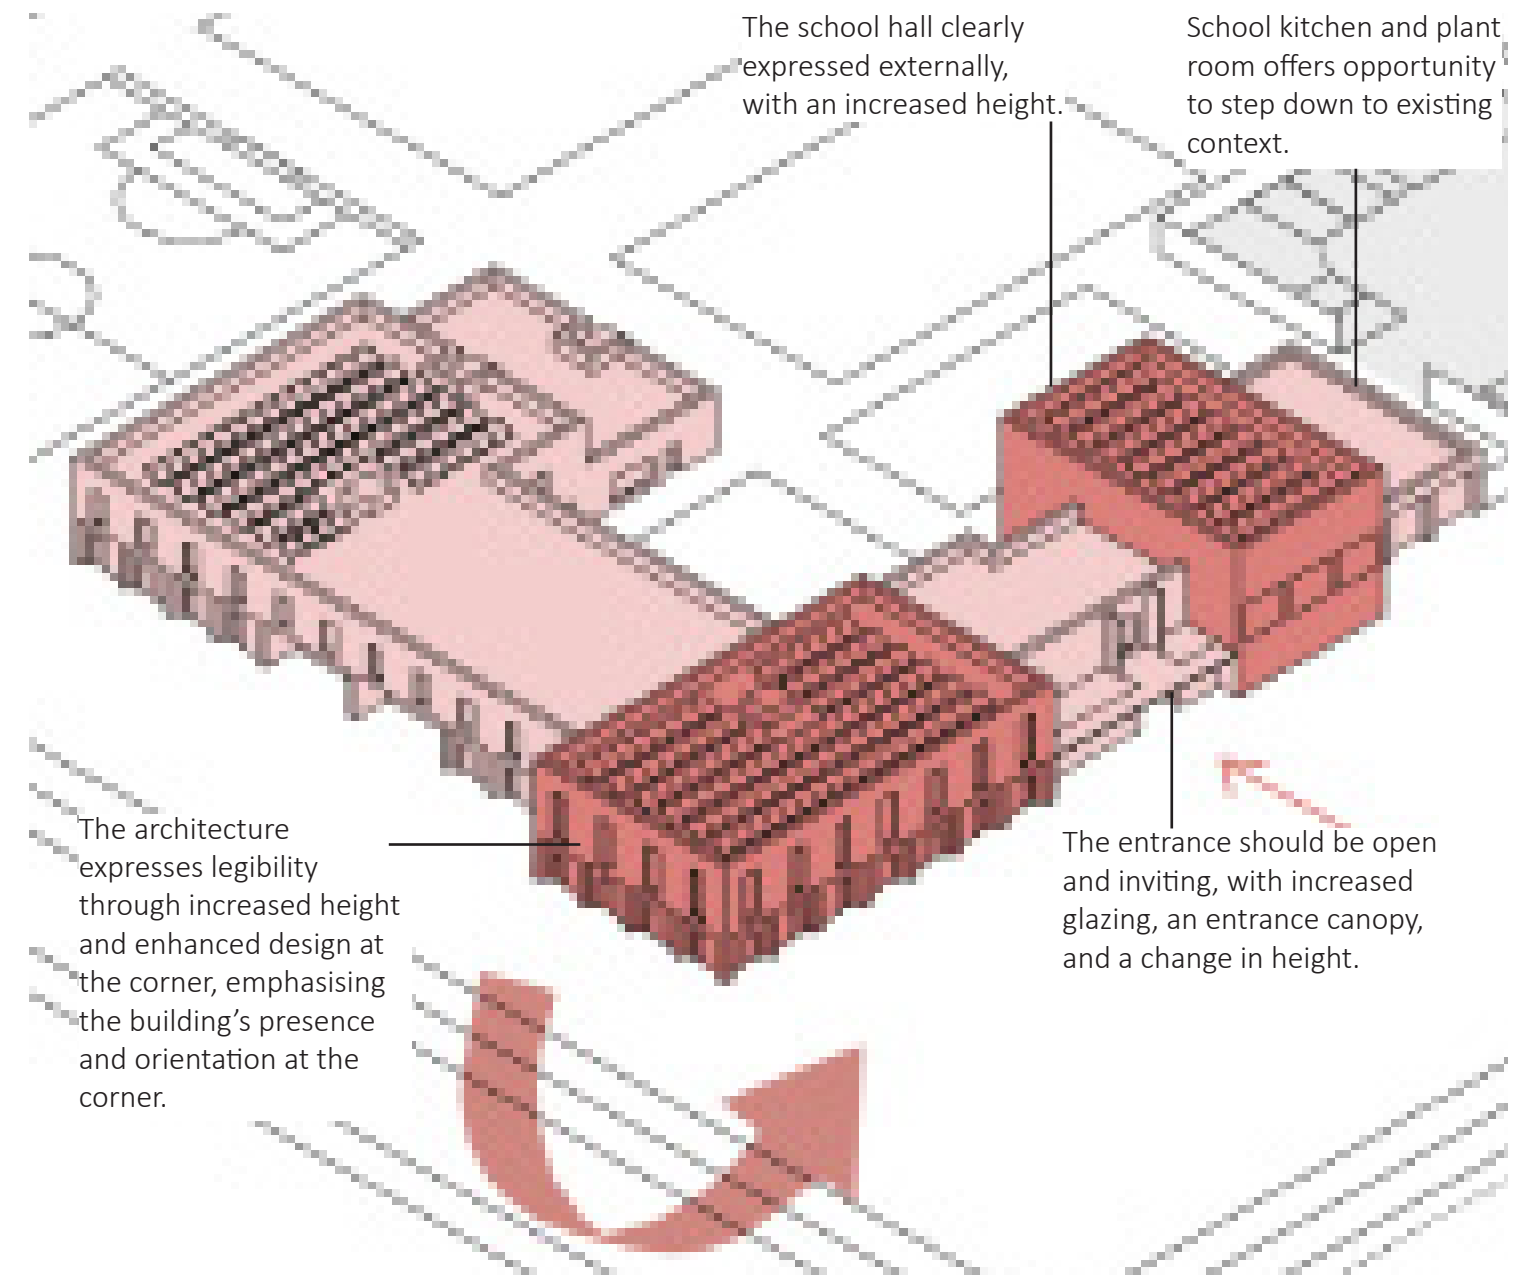 The school hall clearly
expressed externally,
with an increased height.
School kitchen and plant
room offers opportunity
to step down to existing
context.
The architecture
expresses legibility
through increased height
and enhanced design at
the corner, emphasising
the building’s presence
and orientation at the
corner.
The entrance should be open
and inviting, with increased
glazing, an entrance canopy,
and a change in height.